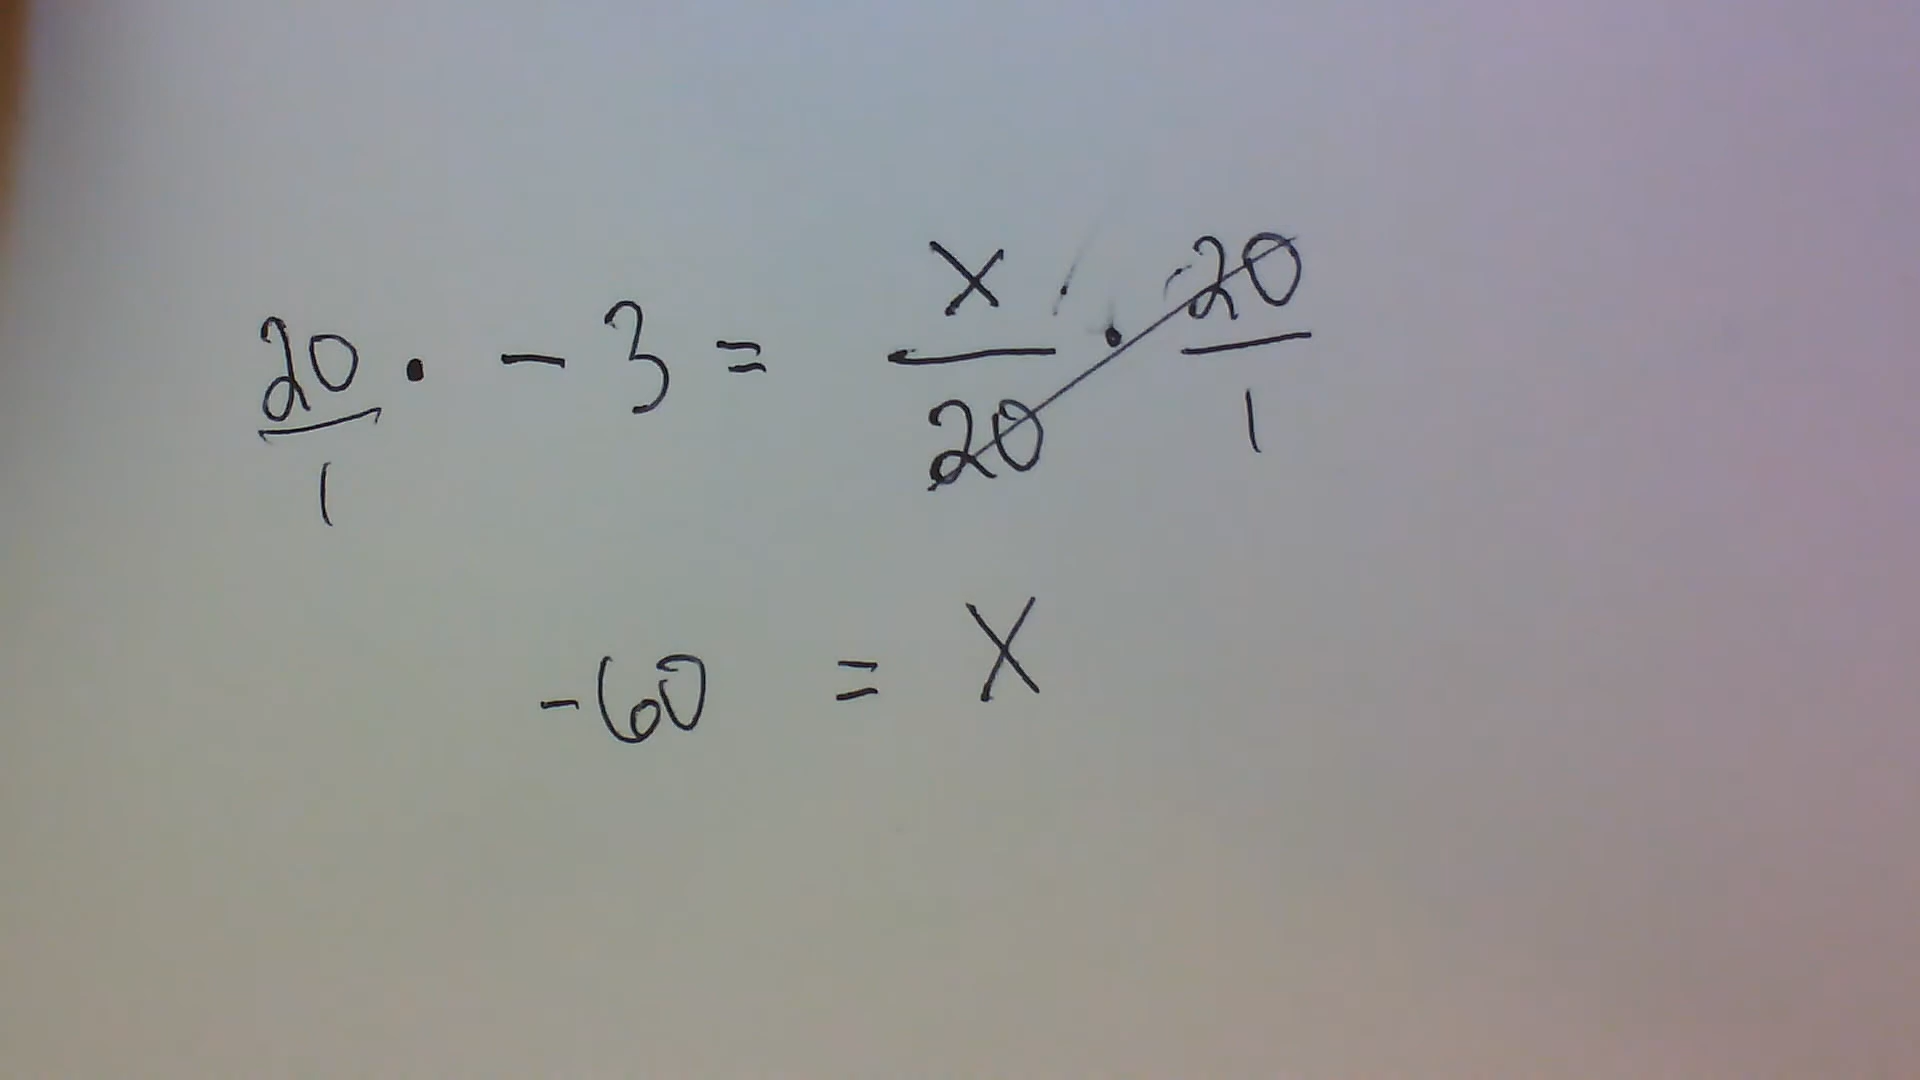 20/1 · -3 = x/20 · 20/1
-60 = x